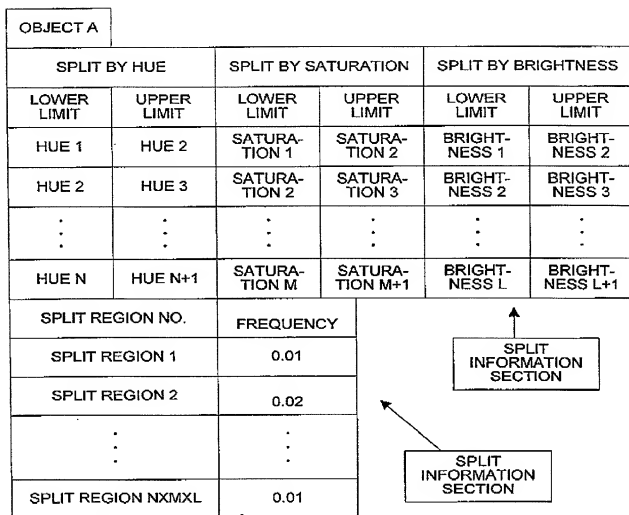 OBJECT A
SPLIT BY HUE SPLIT BY SATURATION SPLIT BY BRIGHTNESS
LOWER LIMIT UPPER LIMIT LOWER LIMIT UPPER LIMIT LOWER LIMIT UPPER LIMIT
HUE 1 HUE 2 SATURA-TION 1 SATURA-TION 2 BRIGHT-NESS 1 BRIGHT-NESS 2
HUE 2 HUE 3 SATURA-TION 2 SATURA-TION 3 BRIGHT-NESS 2 BRIGHT-NESS 3
HUE N HUE N+1 SATURA-TION M SATURA-TION M+1 BRIGHT-NESS L BRIGHT-NESS L+1
SPLIT REGION NO. FREQUENCY
SPLIT REGION 1 0.01
SPLIT REGION 2 0.02
SPLIT REGION NXMXL 0.01
SPLIT
INFORMATION
SECTION
SPLIT
INFORMATION
SECTION